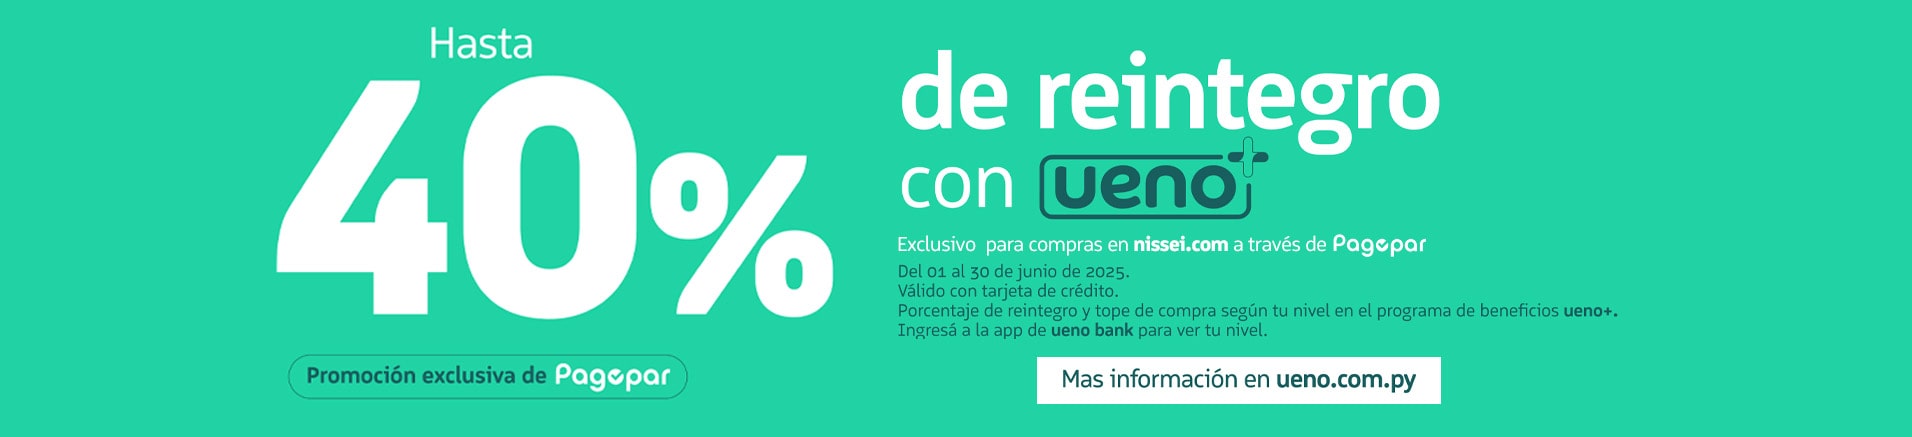 Hasta
40%
de reintegro
con ueno+
Exclusivo para compras en nissei.com a través de Pagopar
Del 01 al 30 de junio de 2025.
Válido con tarjeta de crédito.
Porcentaje de reintegro y tope de compra según tu nivel en el programa de beneficios ueno+.
Ingresá a la app de ueno bank para ver tu nivel.
Promoción exclusiva de Pagopar
Mas información en ueno.com.py